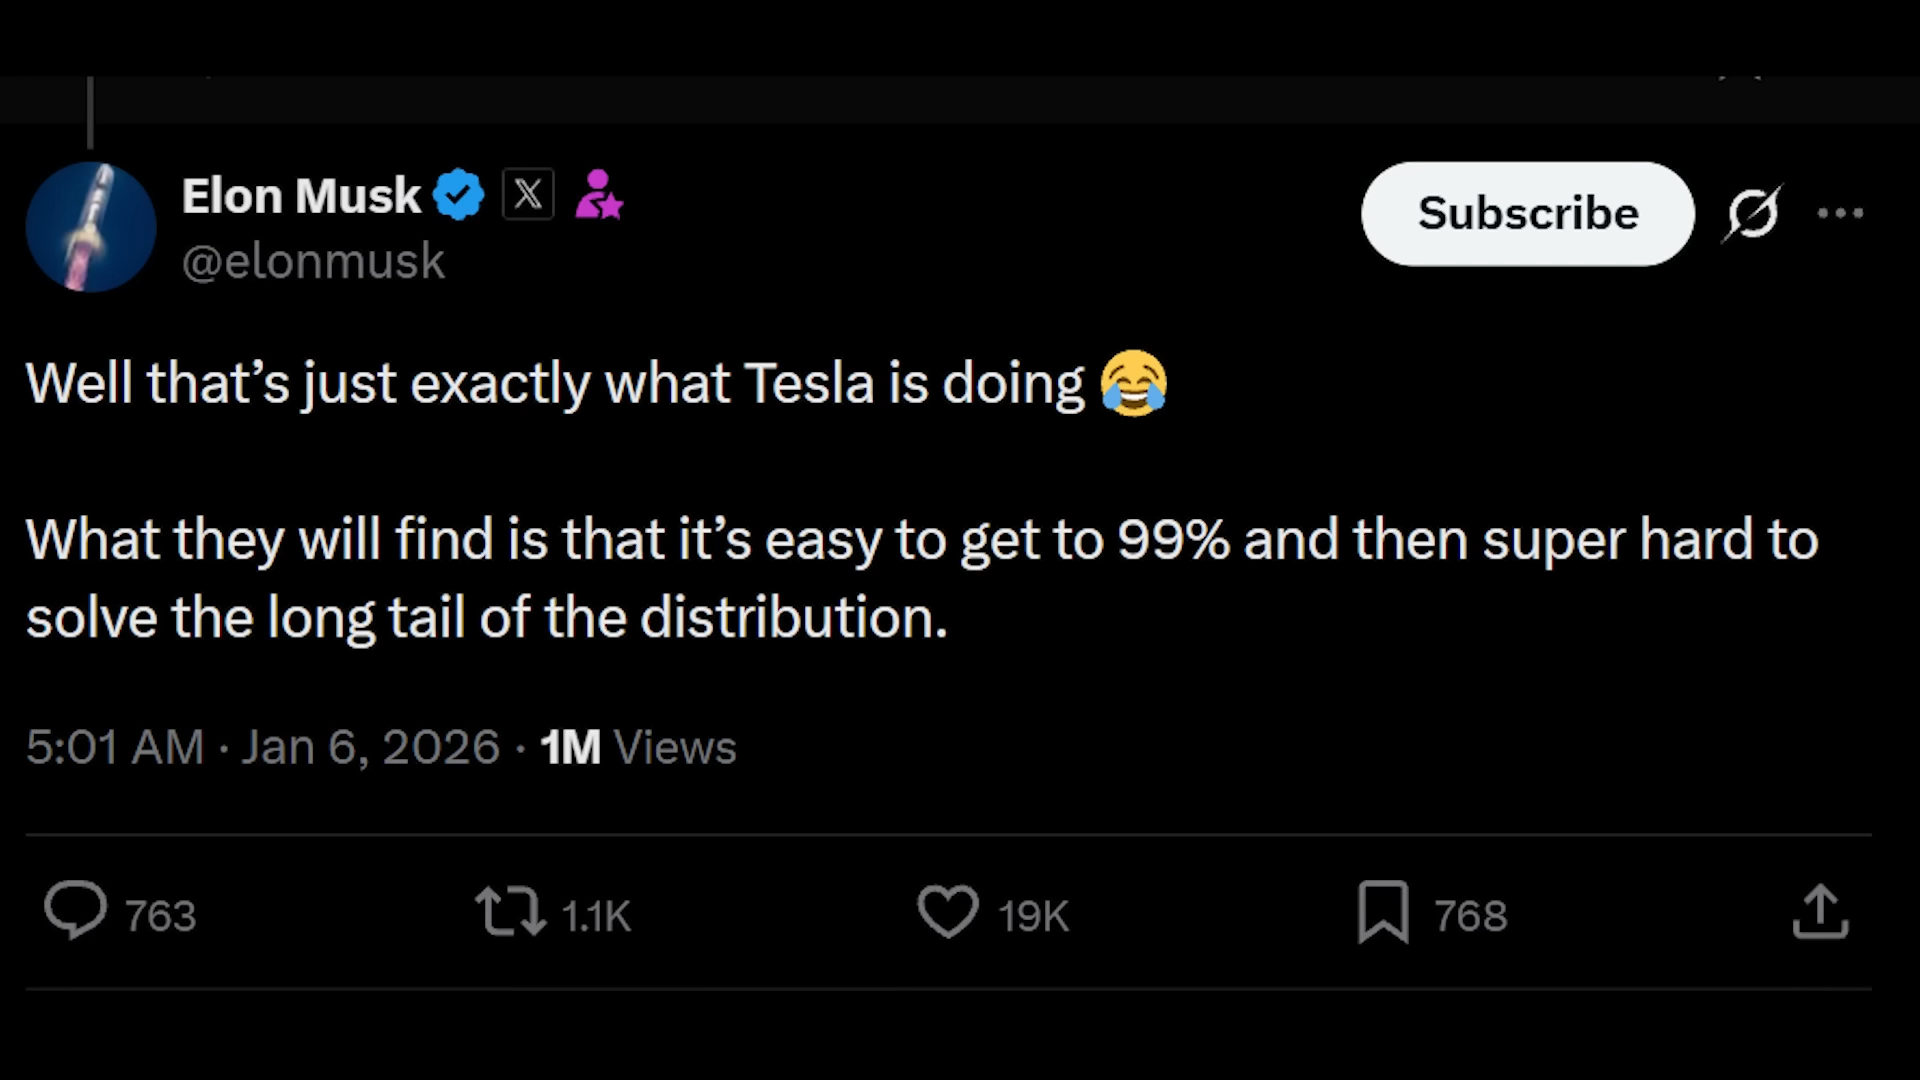 Elon Musk
@elonmusk
Subscribe
Well that’s just exactly what Tesla is doing 😂
What they will find is that it’s easy to get to 99% and then super hard to
solve the long tail of the distribution.
5:01 AM · Jan 6, 2026 · 1M Views
763 1.1K 19K 768